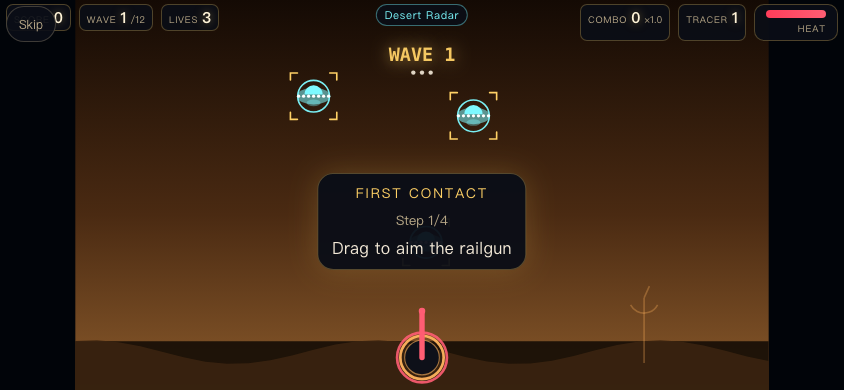 Skip
0
WAVE 1 /12
LIVES 3
Desert Radar
COMBO 0 ×1.0
TRACER 1
HEAT
WAVE 1
FIRST CONTACT
Step 1/4
Drag to aim the railgun